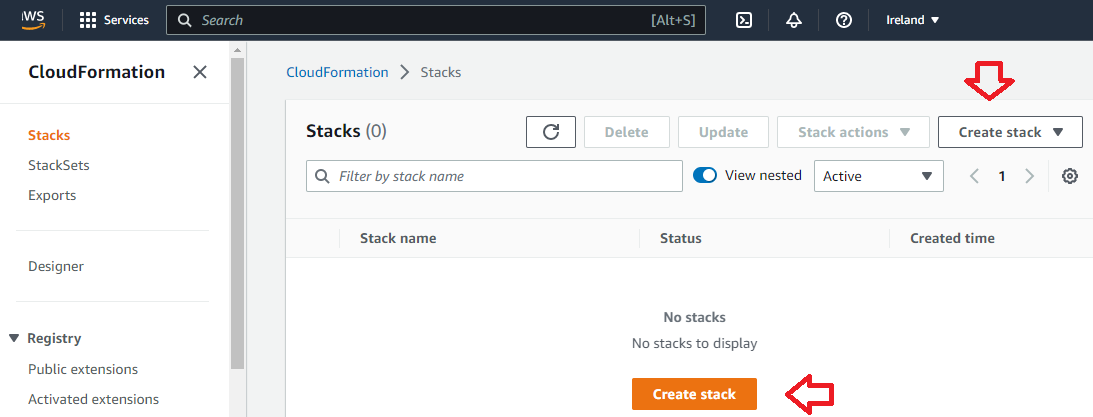 aws
Services
Search
[Alt+S]
Ireland
CloudFormation
Stacks
StackSets
Exports
Designer
Registry
Public extensions
Activated extensions
CloudFormation
Stacks
Stacks (0)
Delete
Update
Stack actions
Create stack
Filter by stack name
View nested
Active
1
Stack name
Status
Created time
No stacks
No stacks to display
Create stack